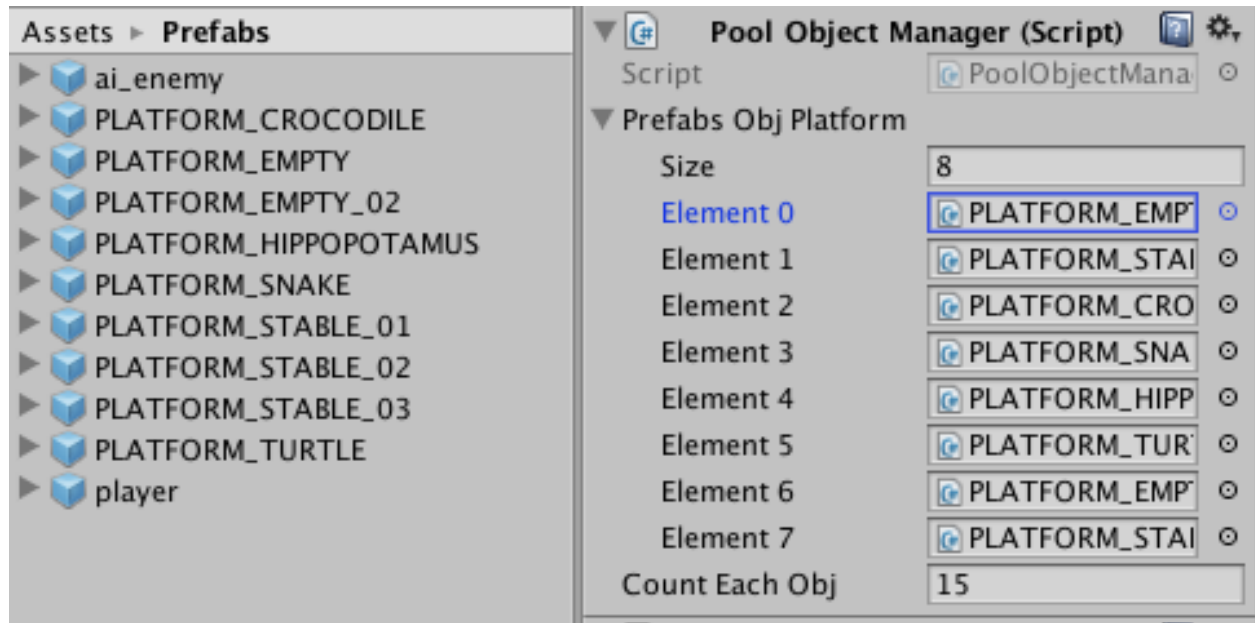 Assets ▸ Prefabs
ai_enemy
PLATFORM_CROCODILE
PLATFORM_EMPTY
PLATFORM_EMPTY_02
PLATFORM_HIPPOPOTAMUS
PLATFORM_SNAKE
PLATFORM_STABLE_01
PLATFORM_STABLE_02
PLATFORM_STABLE_03
PLATFORM_TURTLE
player
Pool Object Manager (Script)
Script PoolObjectMana
Prefabs Obj Platform
Size 8
Element 0 PLATFORM_EMPT
Element 1 PLATFORM_STAI
Element 2 PLATFORM_CRO
Element 3 PLATFORM_SNA
Element 4 PLATFORM_HIPP
Element 5 PLATFORM_TUR
Element 6 PLATFORM_EMP
Element 7 PLATFORM_STAI
Count Each Obj 15